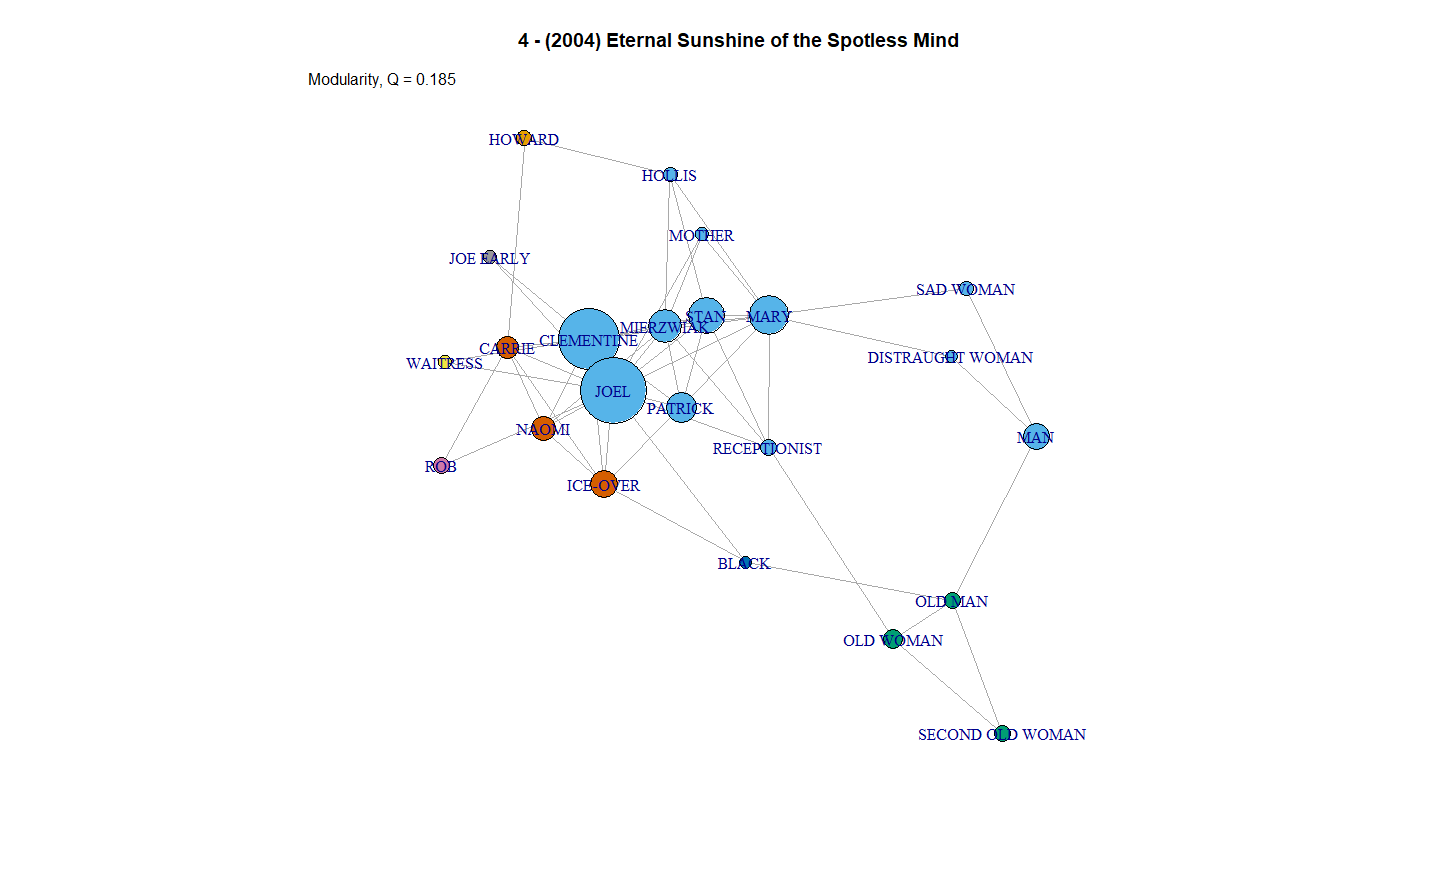 4 - (2004) Eternal Sunshine of the Spotless Mind
Modularity, Q = 0.185
HOWARD
HOLLIS
MOTHER
JOE EARLY
SAD WOMAN
STAN
MARY
MIERZWIAK
CLEMENTINE
CARRIE
DISTRAUGHT WOMAN
WAITRESS
JOEL
PATRICK
NAOMI
MAN
RECEPTIONIST
ROB
ICE-OVER
BLACK
OLD MAN
OLD WOMAN
SECOND OLD WOMAN